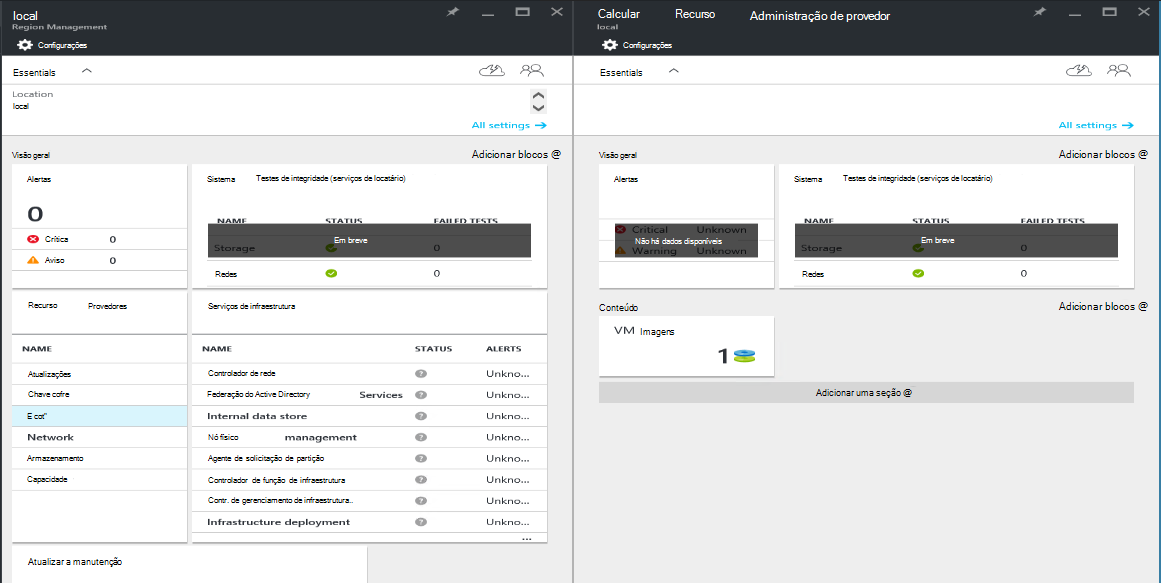 local
Region Management
Configurações
Essentials
Location
local
All settings →
Visão geral
Adicionar blocos @
Alertas
0
Crítica 0
Aviso 0
Sistema Testes de integridade (serviços de locatário)
NAME STATUS FAILED TESTS
Em breve
Storage 0
Redes 0
Recurso Provedores
NAME
Atualizações
Chave cofre
E cot"
Network
Armazenamento
Capacidade
Serviços de infraestrutura
NAME STATUS ALERTS
Controlador de rede ? Unkno...
Federação do Active Directory Services ? Unkno...
Internal data store ? Unkno...
Nó físico management ? Unkno...
Agente de solicitação de partição ? Unkno...
Controlador de função de infraestrutura ? Unkno...
Contr. de gerenciamento de infraestrutura.. ? Unkno...
Infrastructure deployment ? Unkno...
...
Atualizar a manutenção
Calcular Recurso Administração de provedor
local
Configurações
Essentials
All settings →
Visão geral
Adicionar blocos @
Alertas
Critical Unknown
Não há dados disponíveis
Warning Unknown
Sistema Testes de integridade (serviços de locatário)
NAME STATUS FAILED TESTS
Em breve
Storage 0
Redes 0
Conteúdo
Adicionar blocos @
VM Imagens
1
Adicionar uma seção @